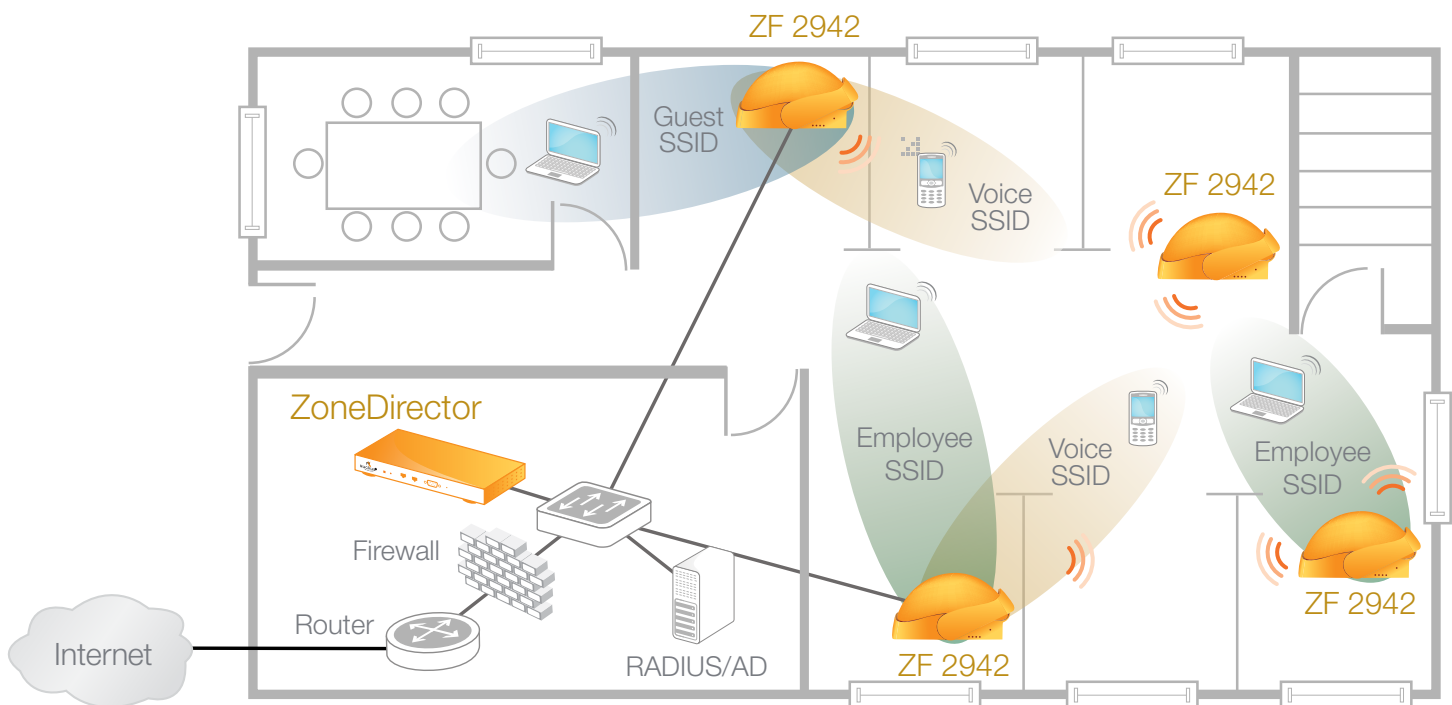 ZF 2942
Guest
SSID
Voice
SSID
ZF 2942
ZoneDirector
Employee
SSID
Voice
SSID
Employee
SSID
Firewall
Router
Internet
RADIUS/AD
ZF 2942
ZF 2942